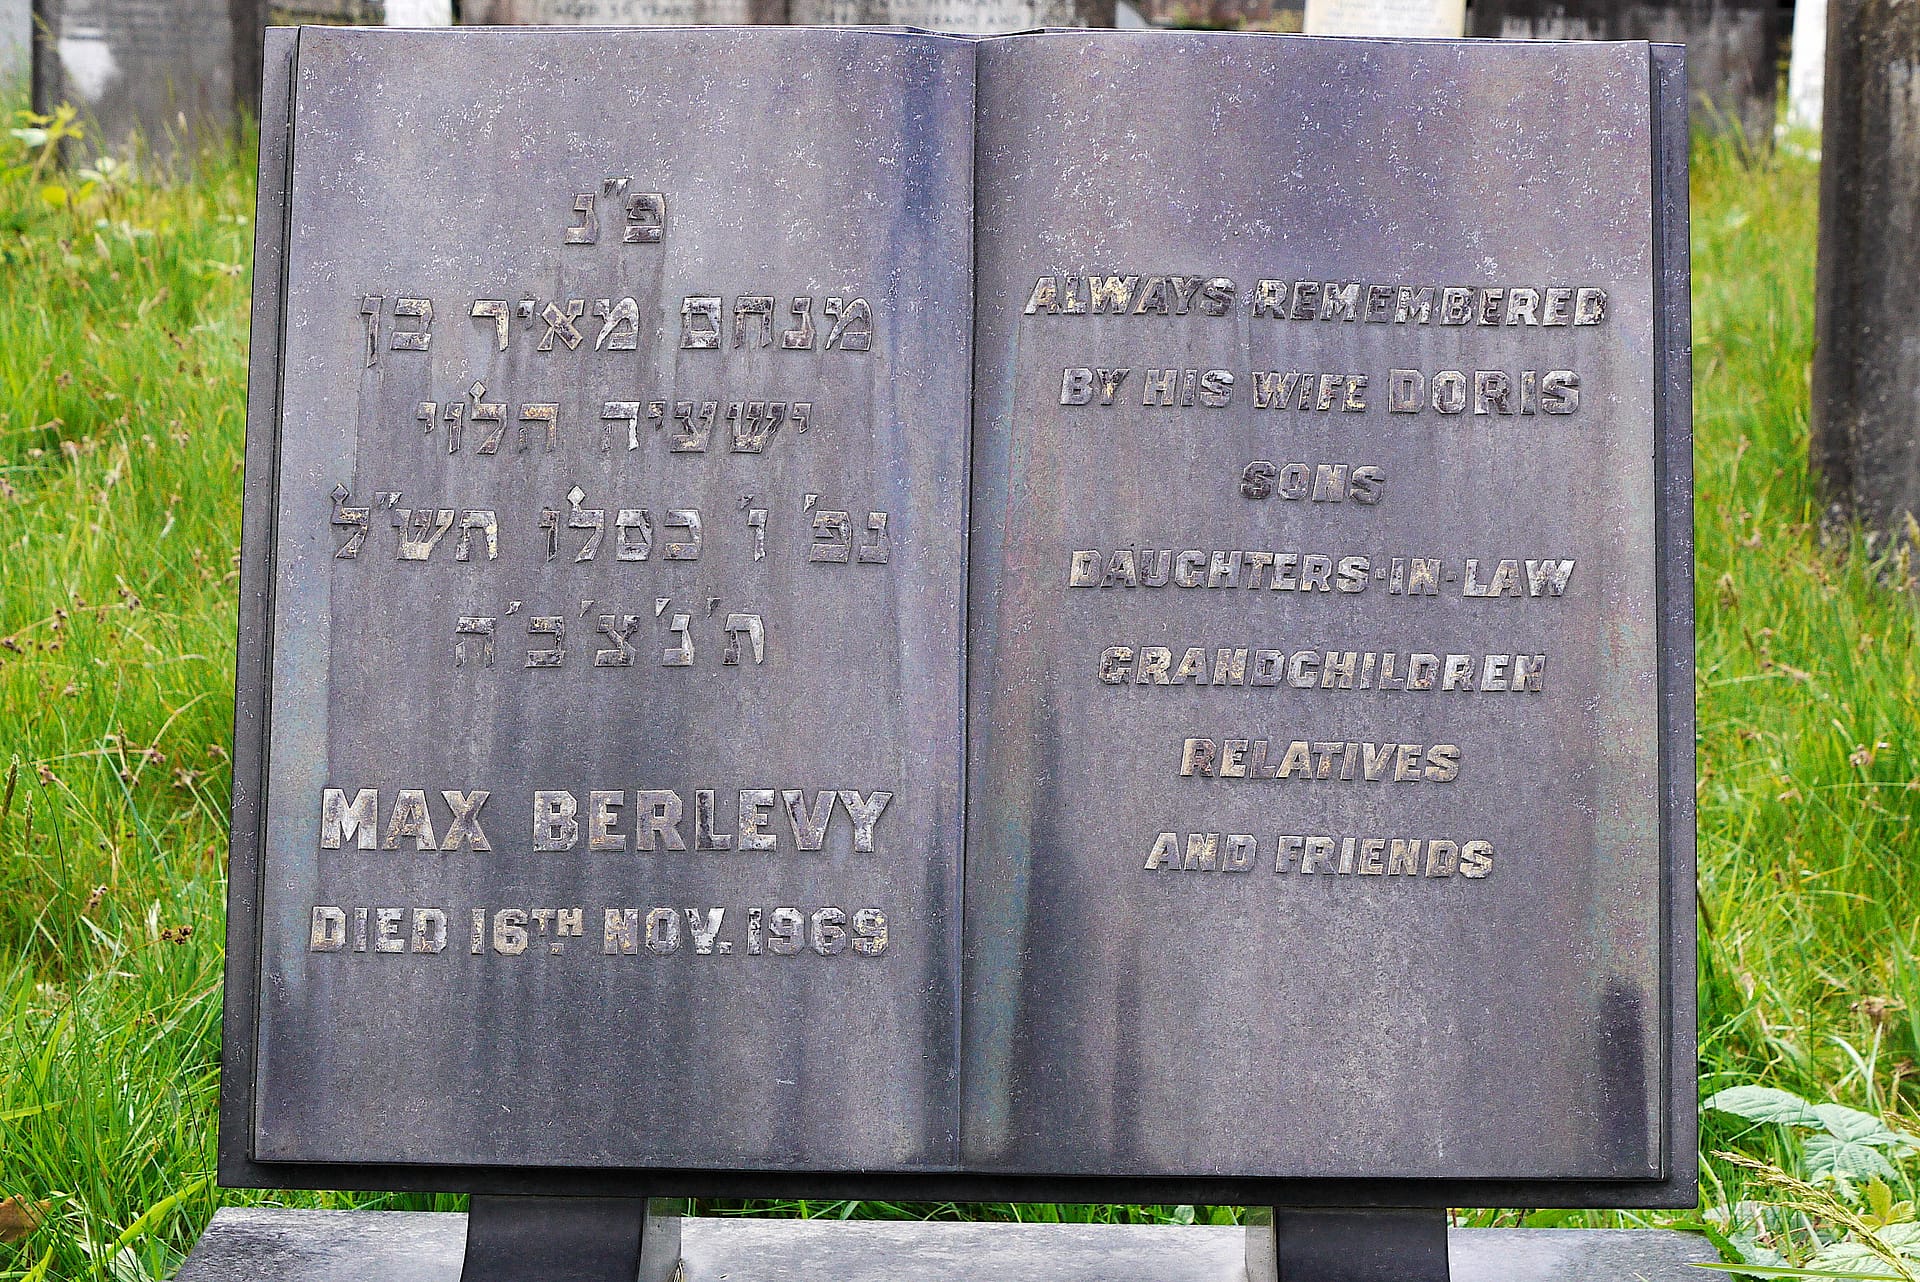 פ"נ
מנחם מאיר בן
ישעיה הלוי
נפ' ו' כסלו תש"ל
ת'נ'צ'ב'ה
MAX BERLEVY
DIED 16TH NOV. 1969
ALWAYS REMEMBERED
BY HIS WIFE DORIS
SONS
DAUGHTERS-IN-LAW
GRANDCHILDREN
RELATIVES
AND FRIENDS